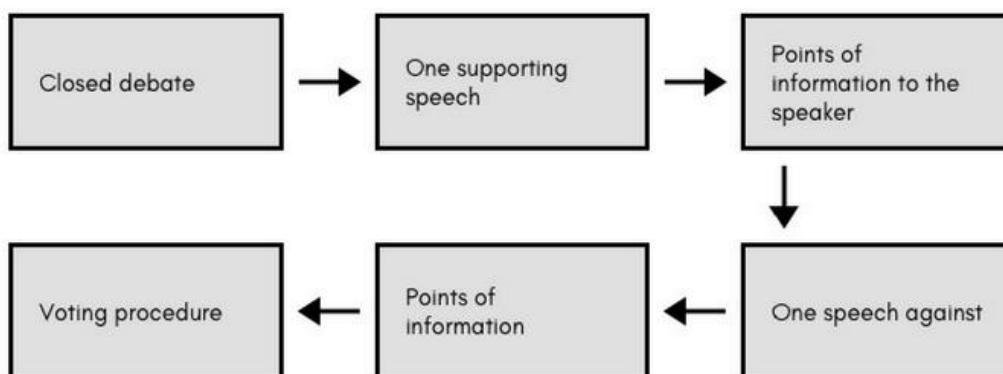 Closed debate
One supporting
speech
Points of
information to the
speaker
One speech against
Points of
information
Voting procedure